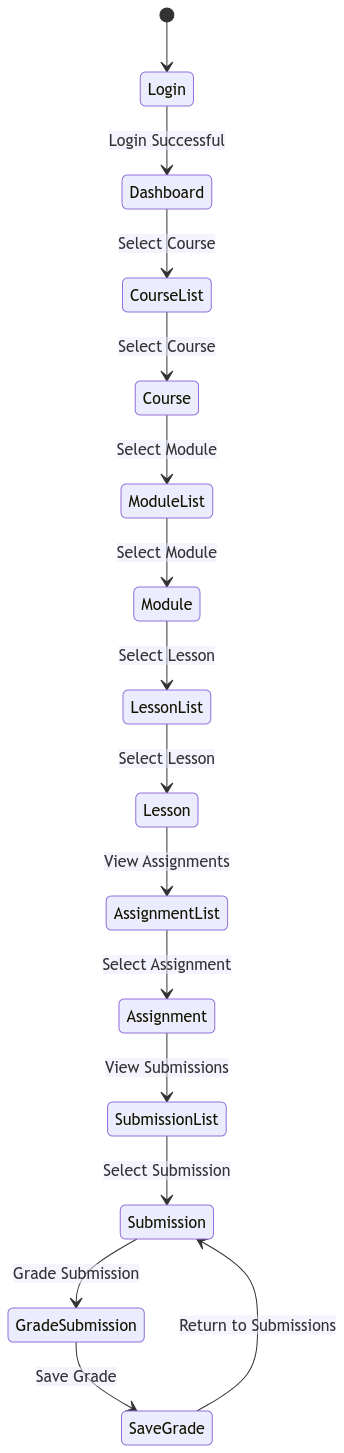 Login
Login Successful
Dashboard
Select Course
CourseList
Select Course
Course
Select Module
ModuleList
Select Module
Module
Select Lesson
LessonList
Select Lesson
Lesson
View Assignments
AssignmentList
Select Assignment
Assignment
View Submissions
SubmissionList
Select Submission
Submission
Grade Submission
GradeSubmission
Return to Submissions
Save Grade
SaveGrade